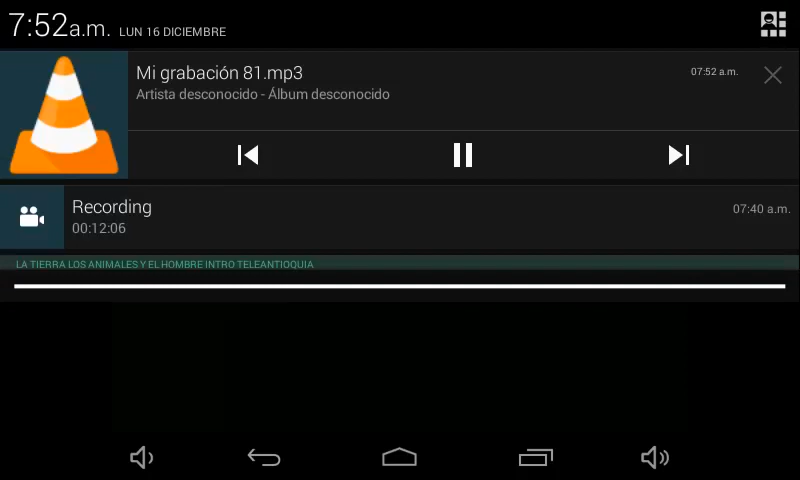 7:52a.m. LUN 16 DICIEMBRE
Mi grabación 81.mp3
07:52 a.m.
Artista desconocido - Álbum desconocido
Recording
07:40 a.m.
00:12:06
LA TIERRA LOS ANIMALES Y EL HOMBRE INTRO TELEANTIOQUIA